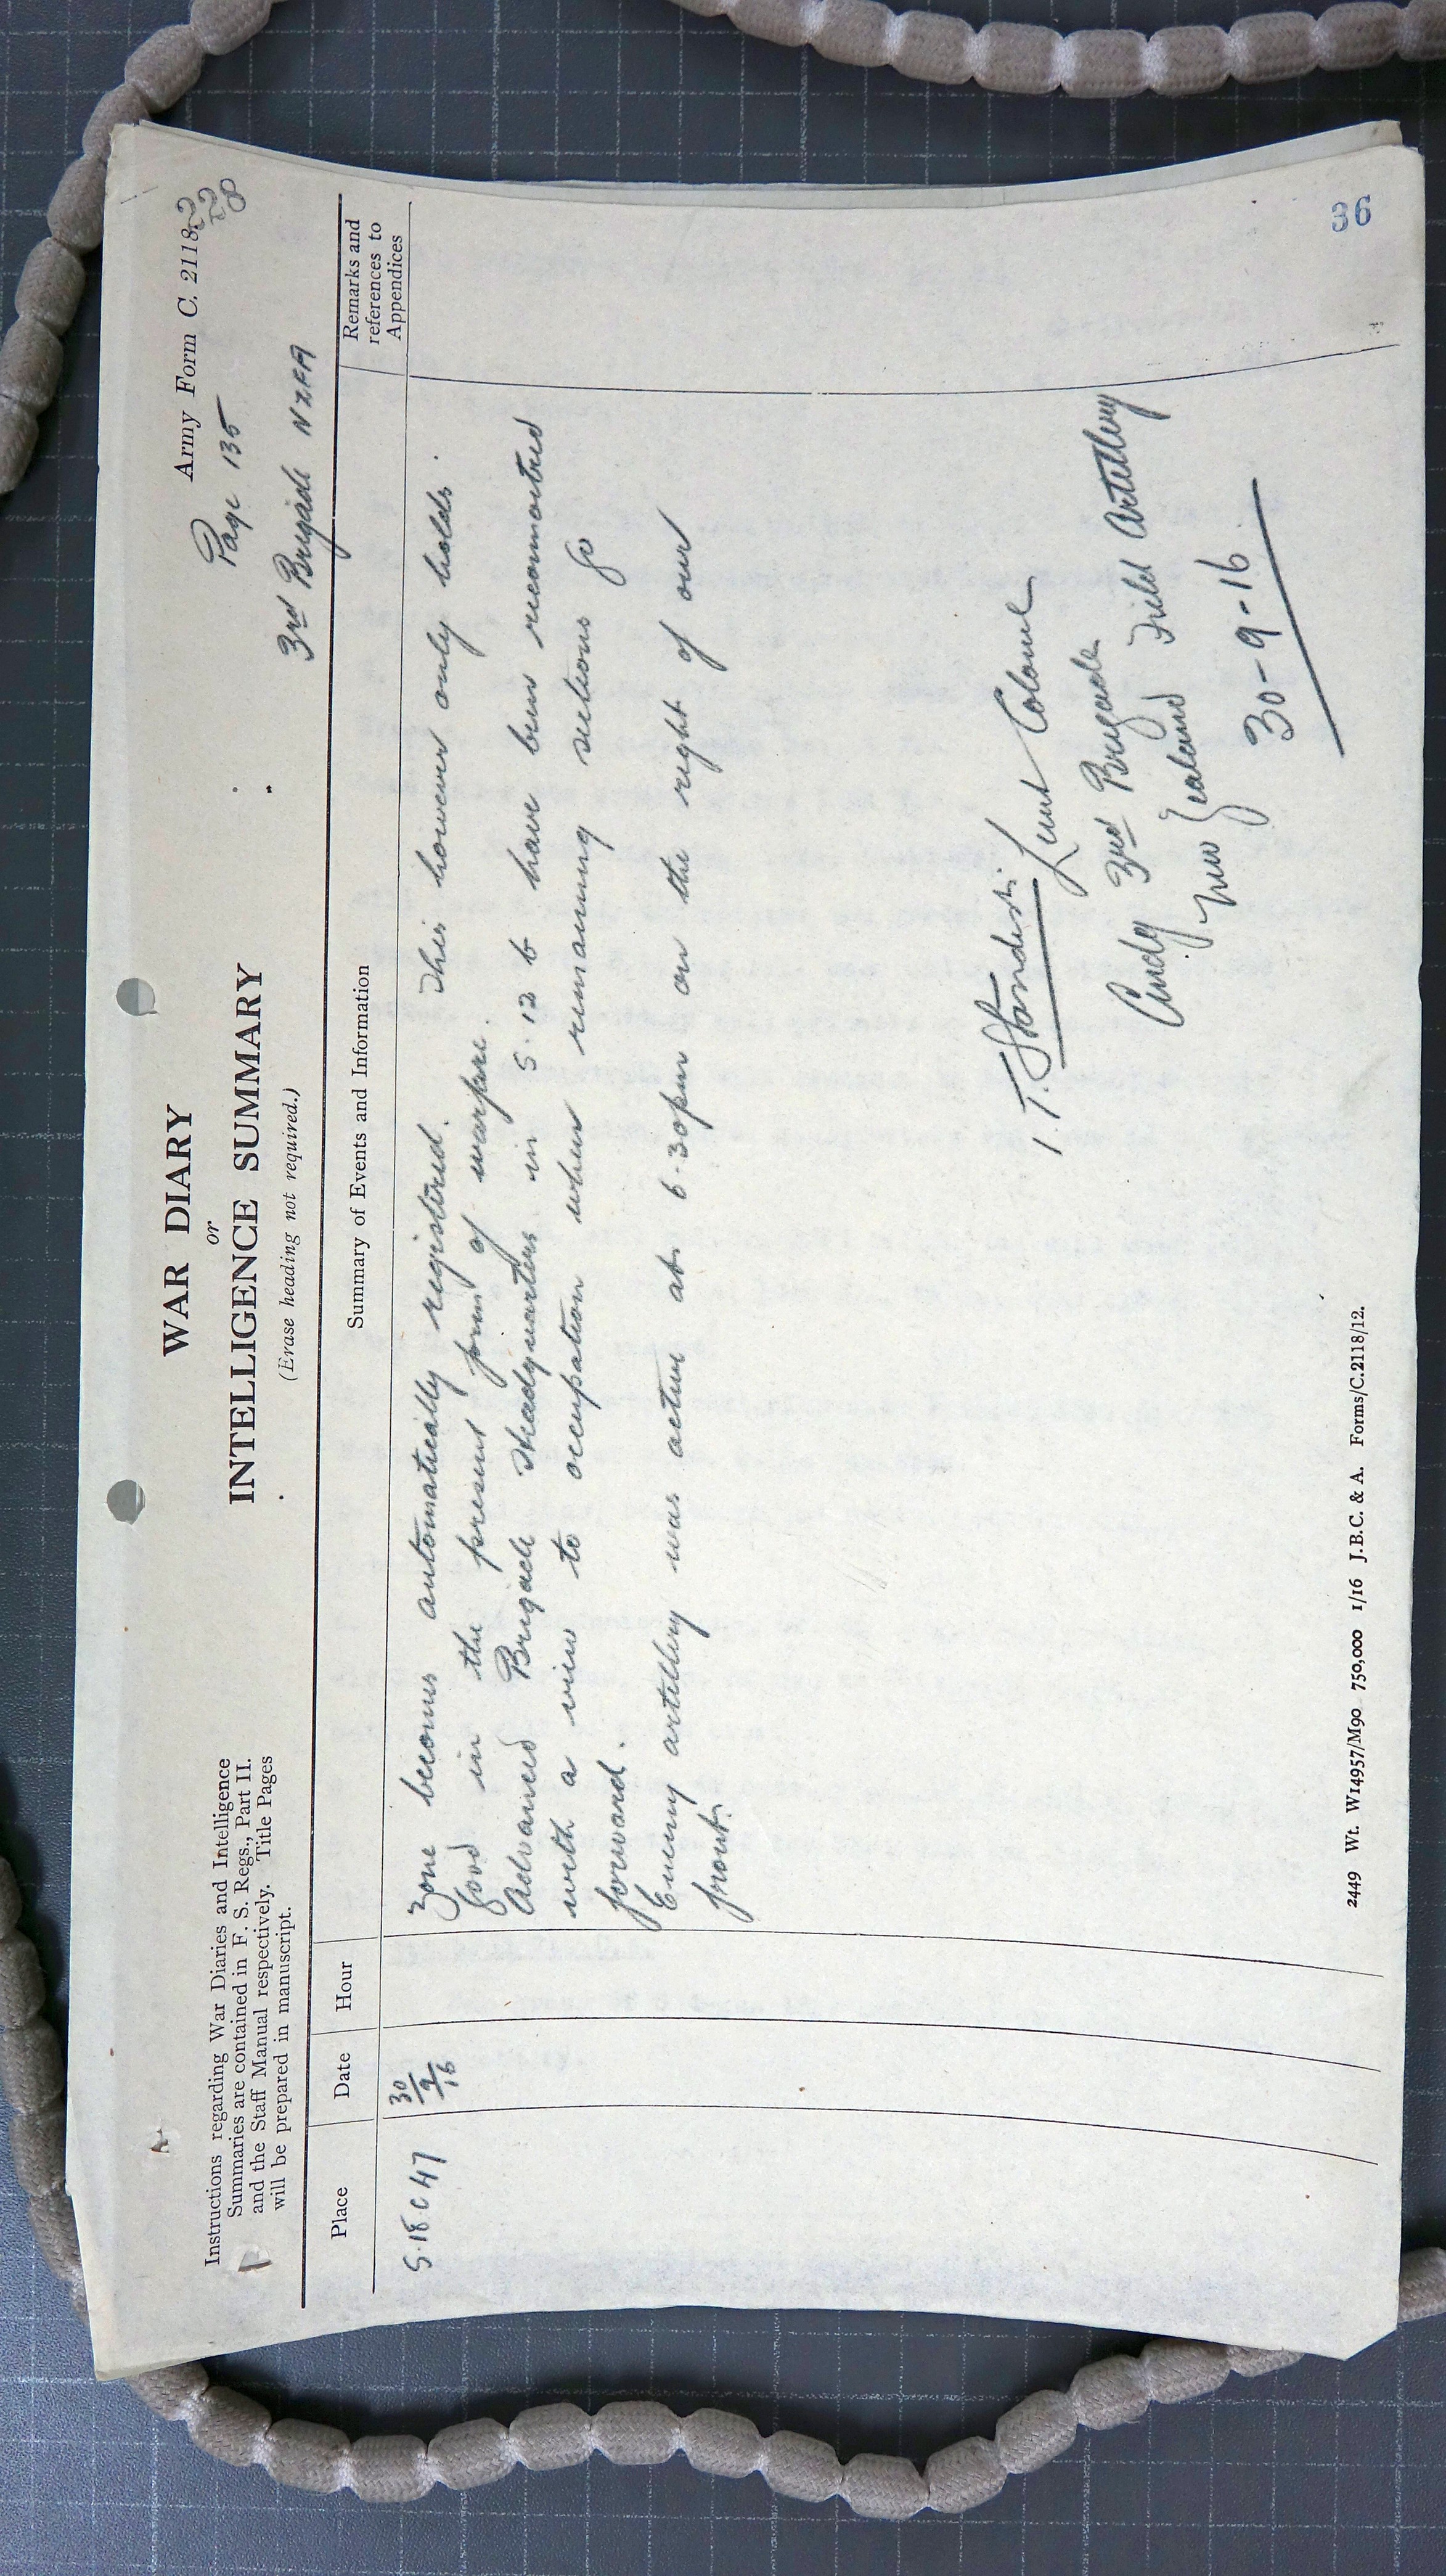 Army Form C. 2118.
228
Page 135
3rd Brigade NZFA
WAR DIARY
or
INTELLIGENCE SUMMARY
(Erase heading not required.)
Instructions regarding War Diaries and Intelligence
Summaries are contained in F. S. Regs., Part II.
and the Staff Manual respectively. Title Pages
will be prepared in manuscript.
Place Date Hour Summary of Events and Information Remarks and references to Appendices
S.18.C47 30/9/16 Zone becomes automatically registered. This however only holds
good in the present form of warfare.
Advanced Brigade Headquarters in S.12 b have been reconnoitred
with a view to occupation when remaining sections go
forward.
Enemy artillery was active at 6.30pm on the right of our
front.
I. T. Standish Lieut Colonel
Cmdg 3rd Brigade
New Zealand Field Artillery
30-9-16
2449 Wt. W14957/M90 750,000 1/16 J.B.C. & A. Forms/C.2118/12.
36